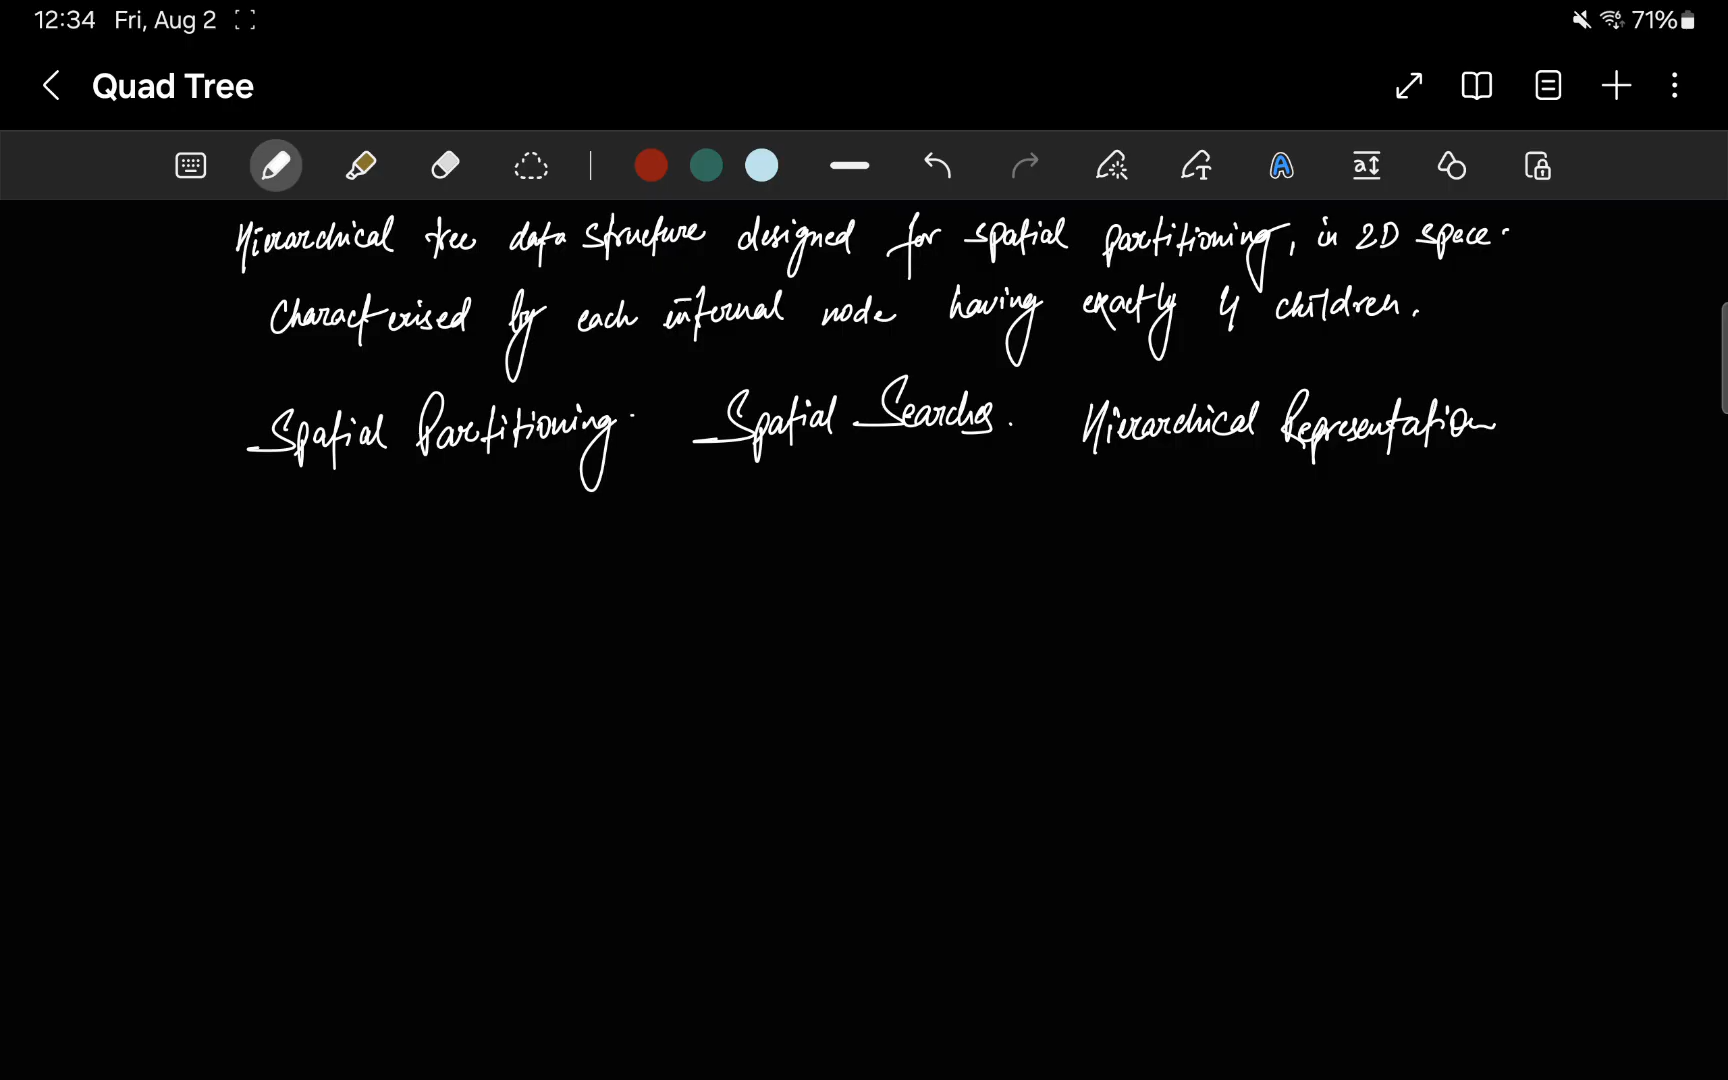 12:34 Fri, Aug 2 71%
Quad Tree
Hierarchical tree data structure designed for spatial partitioning, in 2D space.
Characterised by each internal node having exactly 4 children.
Spatial Partitioning. Spatial Searches. Hierarchical Representation